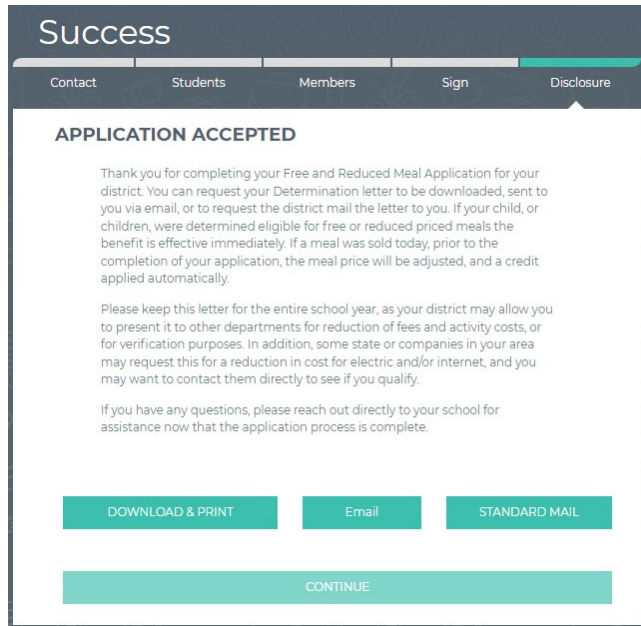 Success
Contact Students Members Sign Disclosure
APPLICATION ACCEPTED
Thank you for completing your Free and Reduced Meal Application for your
district. You can request your Determination letter to be downloaded, sent to
you via email, or to request the district mail the letter to you. If your child, or
children, were determined eligible for free or reduced priced meals the
benefit is effective immediately. If a meal was sold today, prior to the
completion of your application, the meal price will be adjusted, and a credit
applied automatically.
Please keep this letter for the entire school year, as your district may allow you
to present it to other departments for reduction of fees and activity costs, or
for verification purposes. In addition, some state or companies in your area
may request this for a reduction in cost for electric and/or internet, and you
may want to contact them directly to see if you qualify.
If you have any questions, please reach out directly to your school for
assistance now that the application process is complete.
DOWNLOAD & PRINT Email STANDARD MAIL
CONTINUE